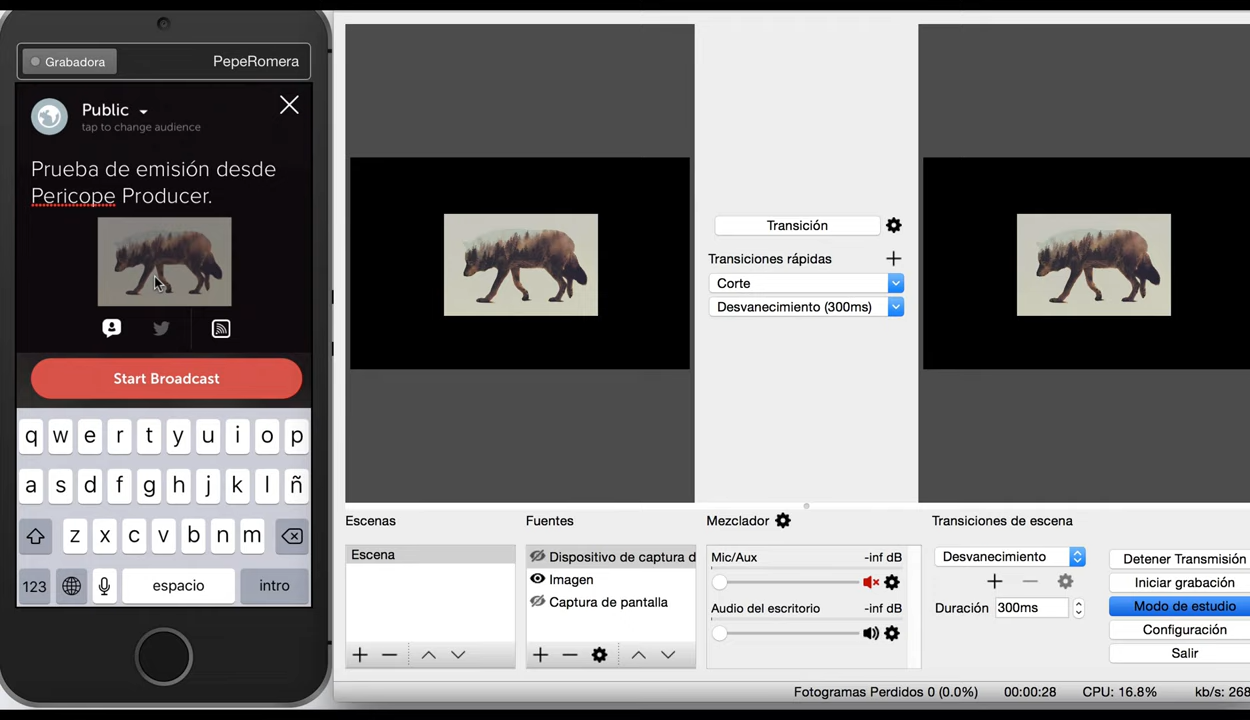 Grabadora
PepeRomera
Public
tap to change audience
Prueba de emisión desde
Pericope Producer.
Start Broadcast
q w e r t y u i o p
a s d f g h j k l ñ
z x c v b n m
123 espacio intro
Transición
Transiciones rápidas
Corte
Desvanecimiento (300ms)
Escenas
Escena
Fuentes
Dispositivo de captura d
Imagen
Captura de pantalla
Mezclador
Mic/Aux -inf dB
Audio del escritorio -inf dB
Transiciones de escena
Desvanecimiento
Duración 300ms
Detener Transmisión
Iniciar grabación
Modo de estudio
Configuración
Salir
Fotogramas Perdidos 0 (0.0%) 00:00:28 CPU: 16.8% kb/s: 268